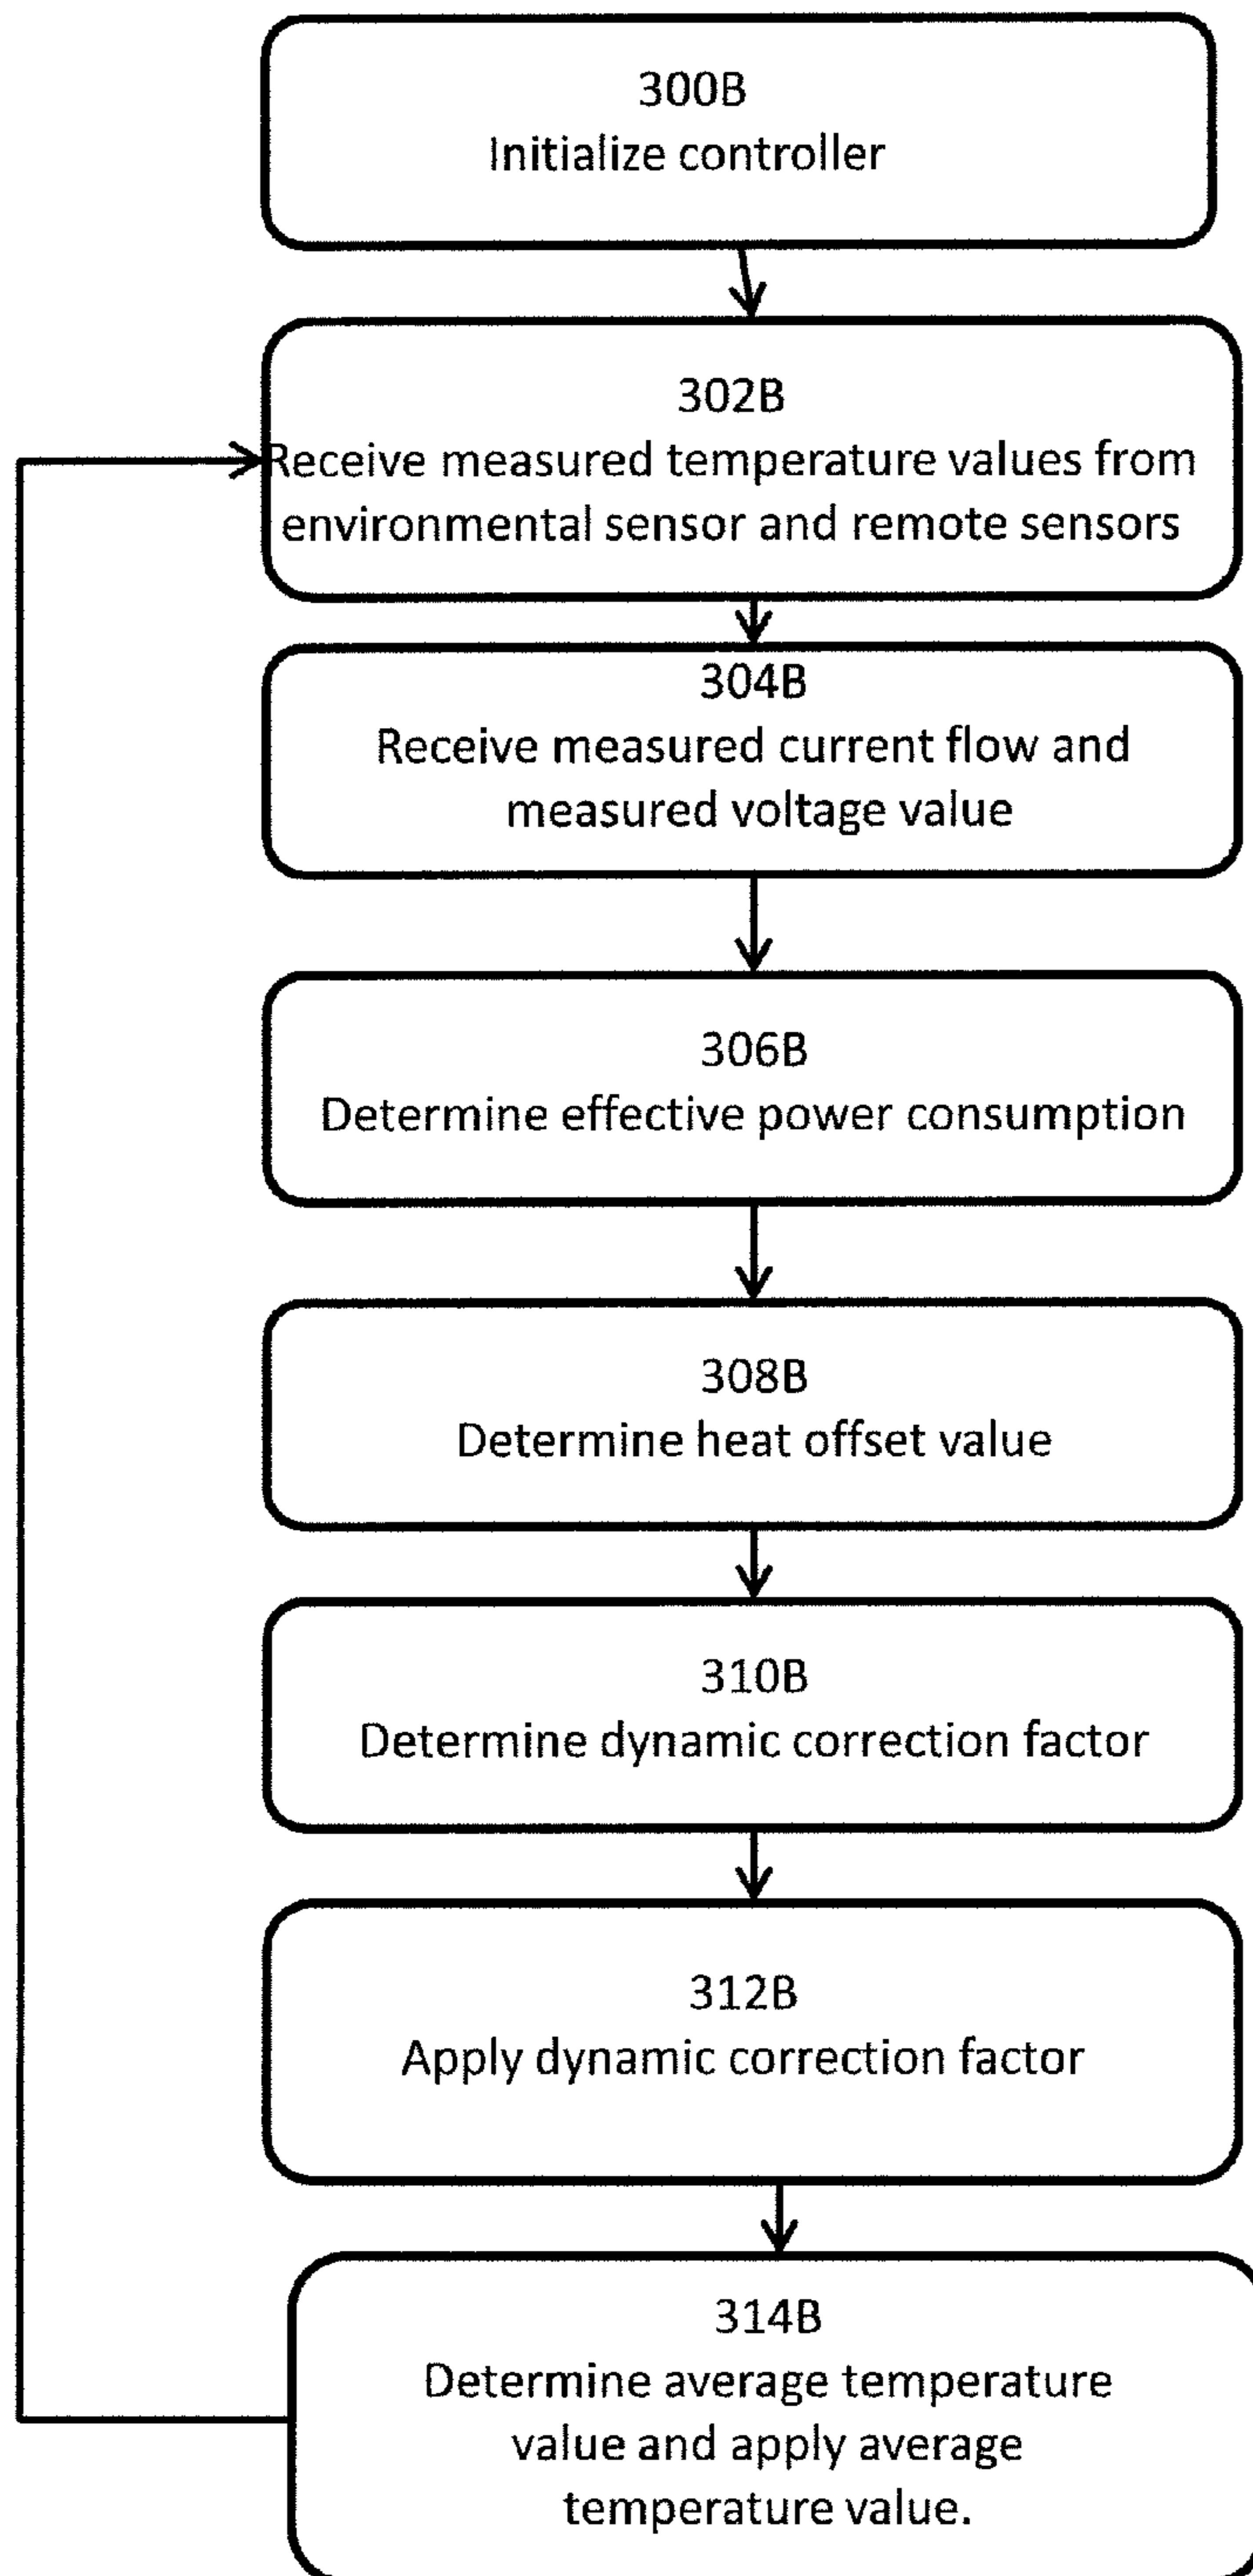 300B
Initialize controller
302B
Receive measured temperature values from
environmental sensor and remote sensors
304B
Receive measured current flow and
measured voltage value
306B
Determine effective power consumption
308B
Determine heat offset value
310B
Determine dynamic correction factor
312B
Apply dynamic correction factor
314B
Determine average temperature
value and apply average
temperature value.